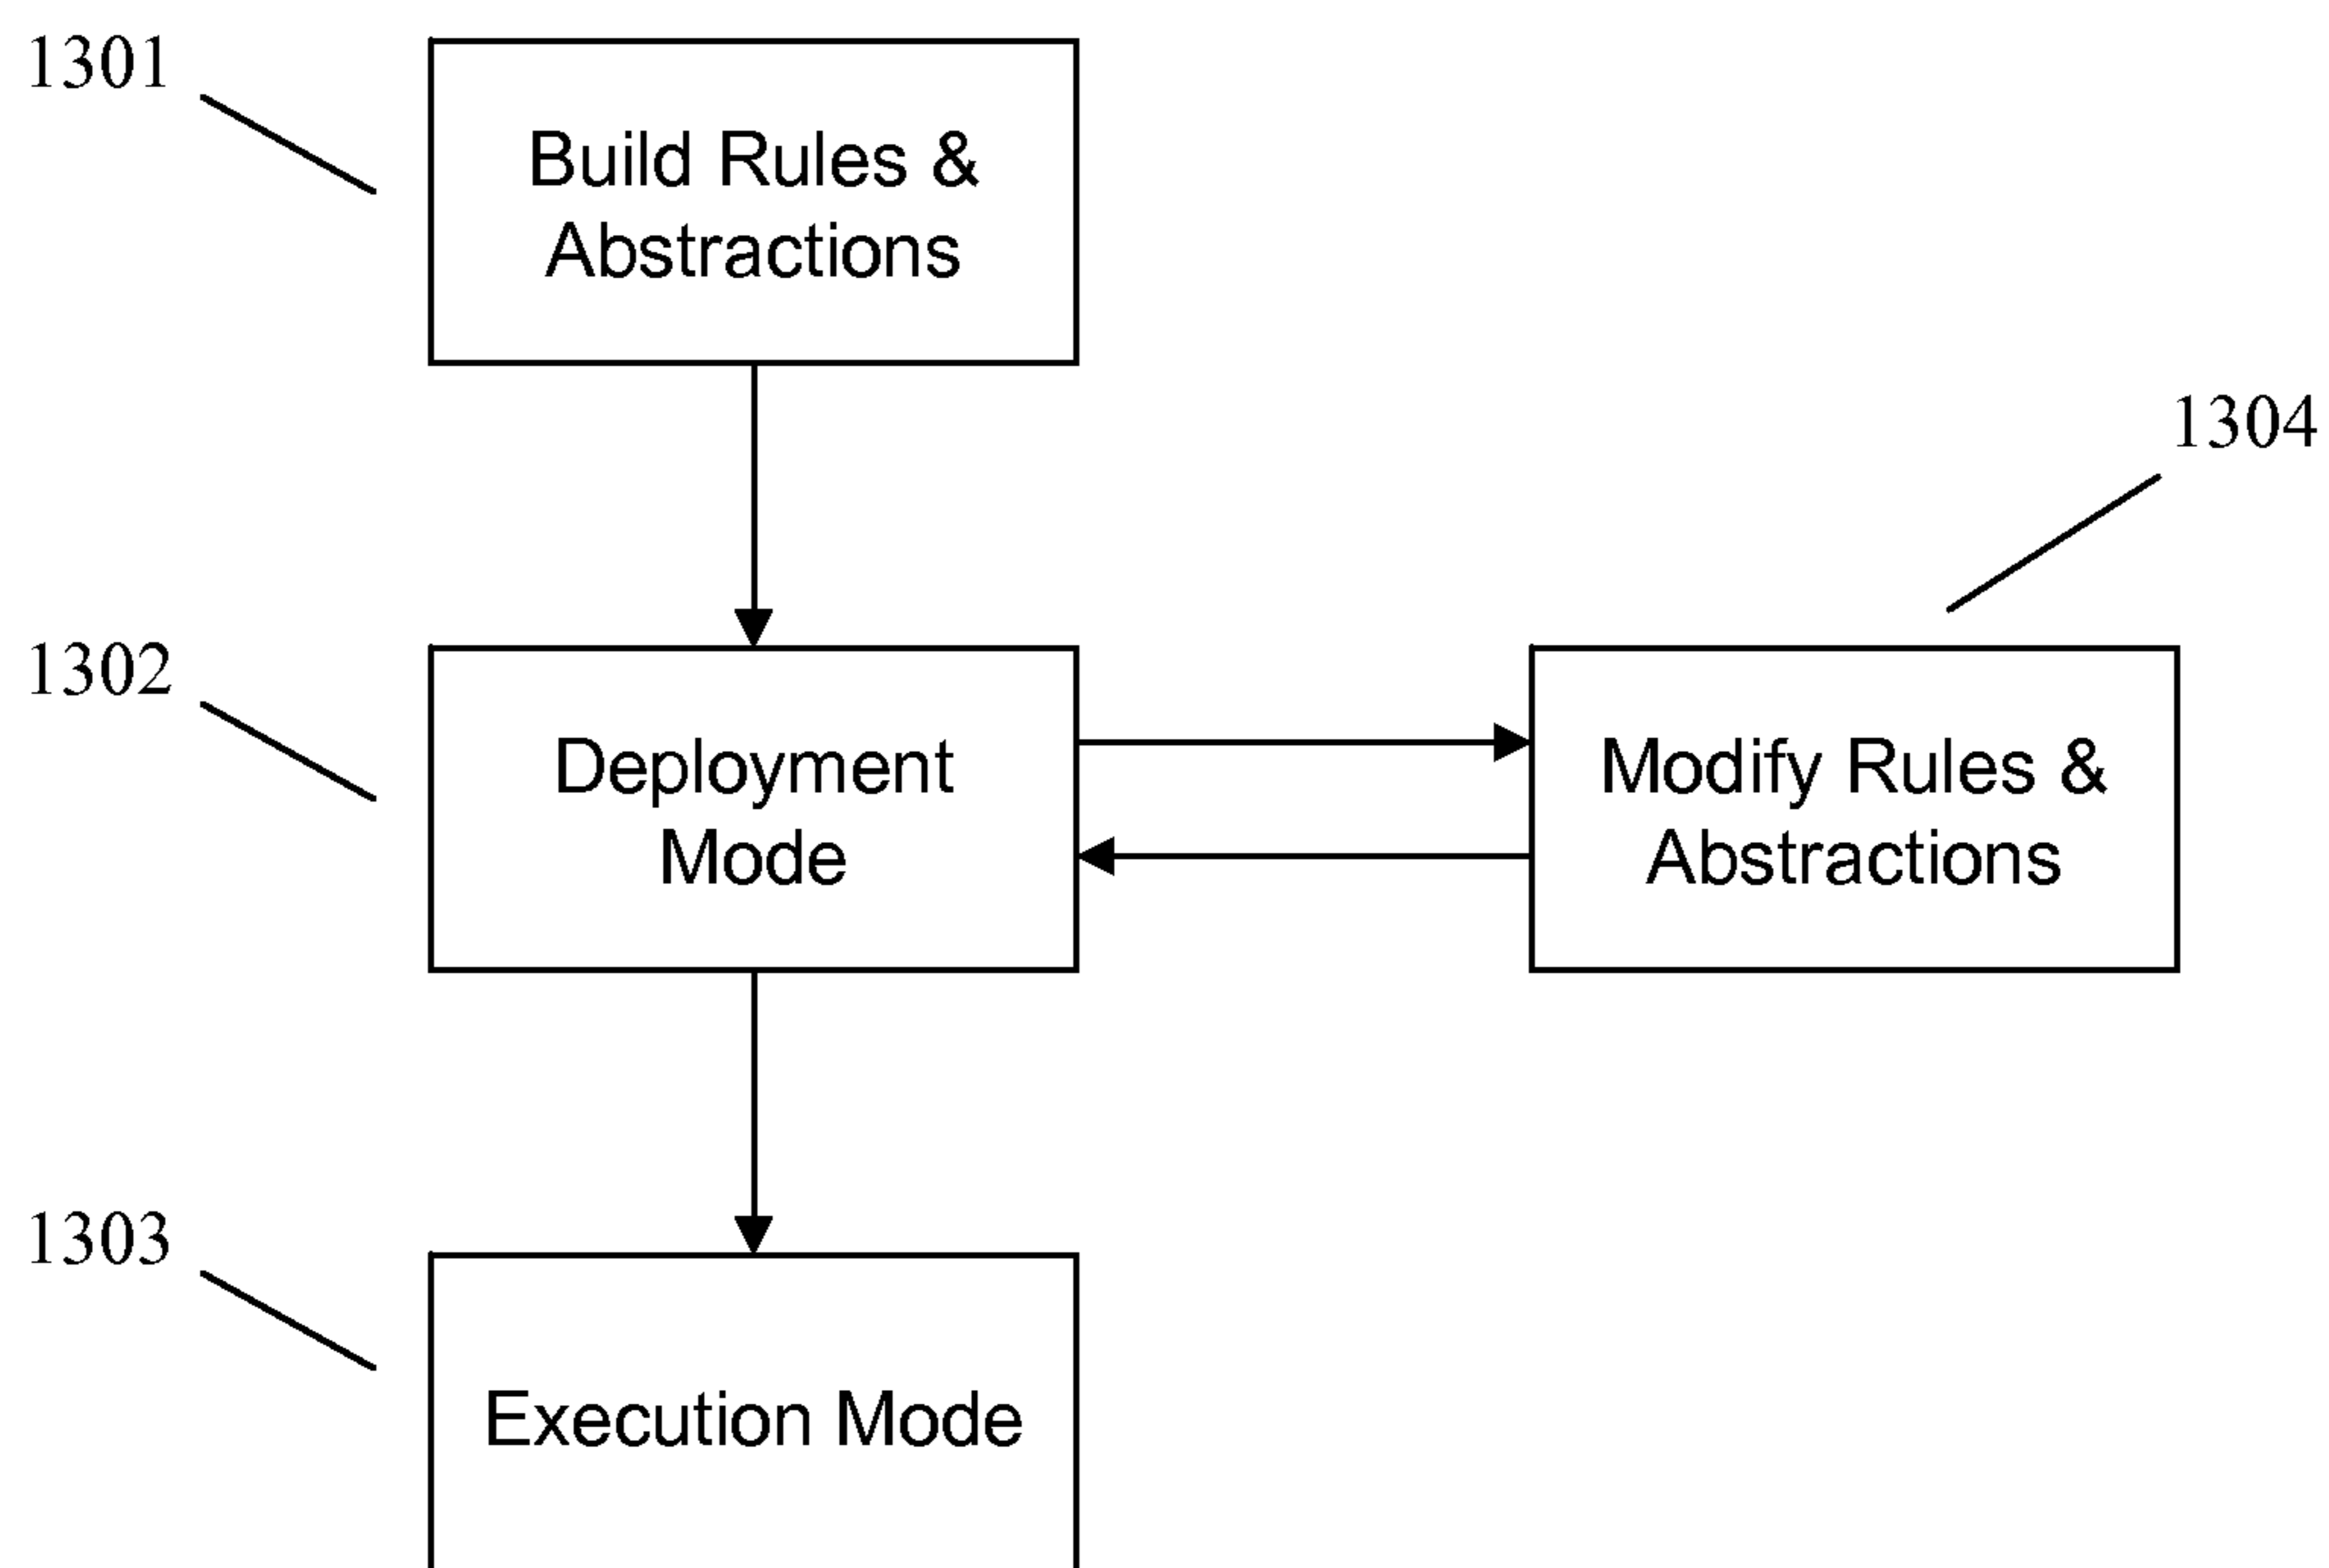 1301
Build Rules &
Abstractions
1304
1302
Deployment
Mode
Modify Rules &
Abstractions
1303
Execution Mode